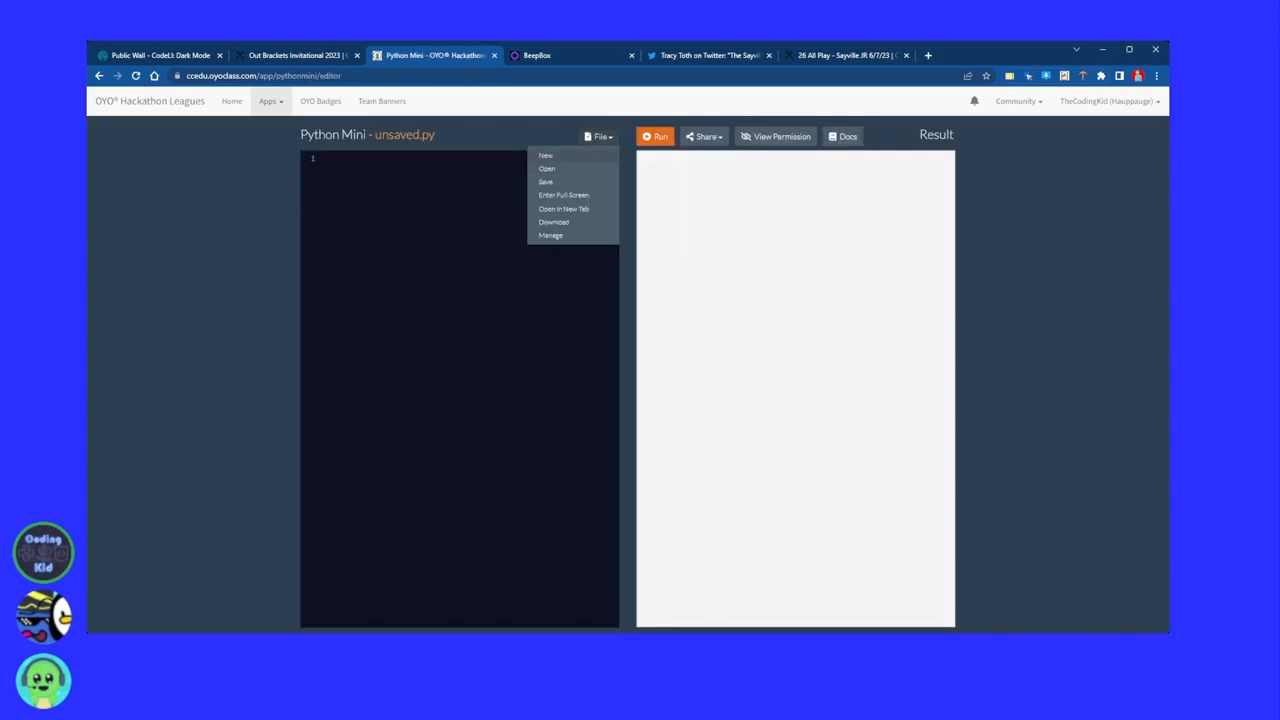 Public Wall - CodeLI: Dark Mode
Out Brackets Invitational 2023 |
Python Mini - OYO® Hackathon
BeepBox
Tracy Toth on Twitter: "The Sayvil
26 All Play - Sayville JR 6/7/23 |
ccedu.oyoclass.com/app/pythonmini/editor
OYO® Hackathon Leagues
Home
Apps
OYO Badges
Team Banners
Community
TheCodingKid (Hauppauge)
Python Mini - unsaved.py
File
Run
Share
View Permission
Docs
Result
1
New
Open
Save
Enter Full Screen
Open in New Tab
Download
Manage
Coding
Kid